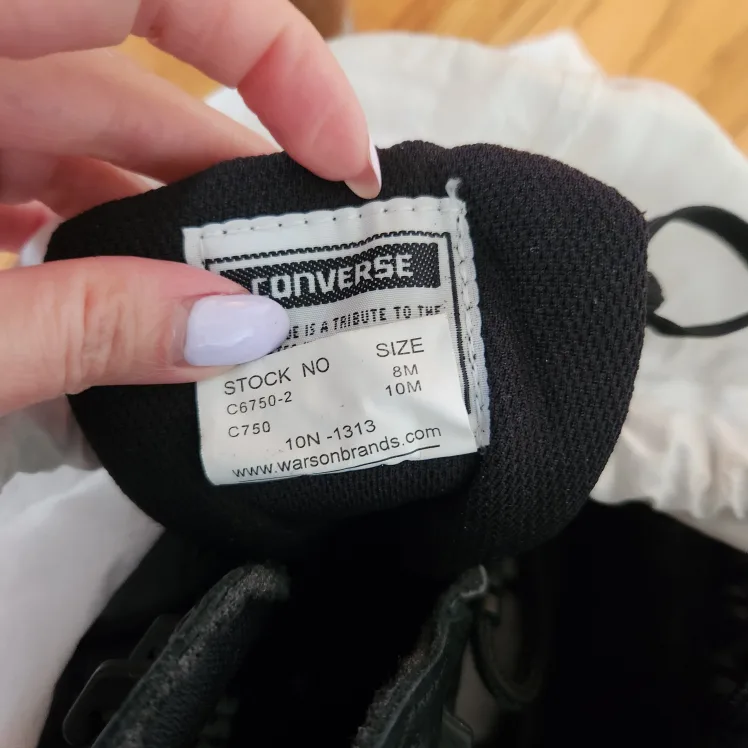 CONVERSE
IS A TRIBUTE TO THE
STOCK NO SIZE
C6750-2 8M
C750 10M
10N -1313
www.warsonbrands.com